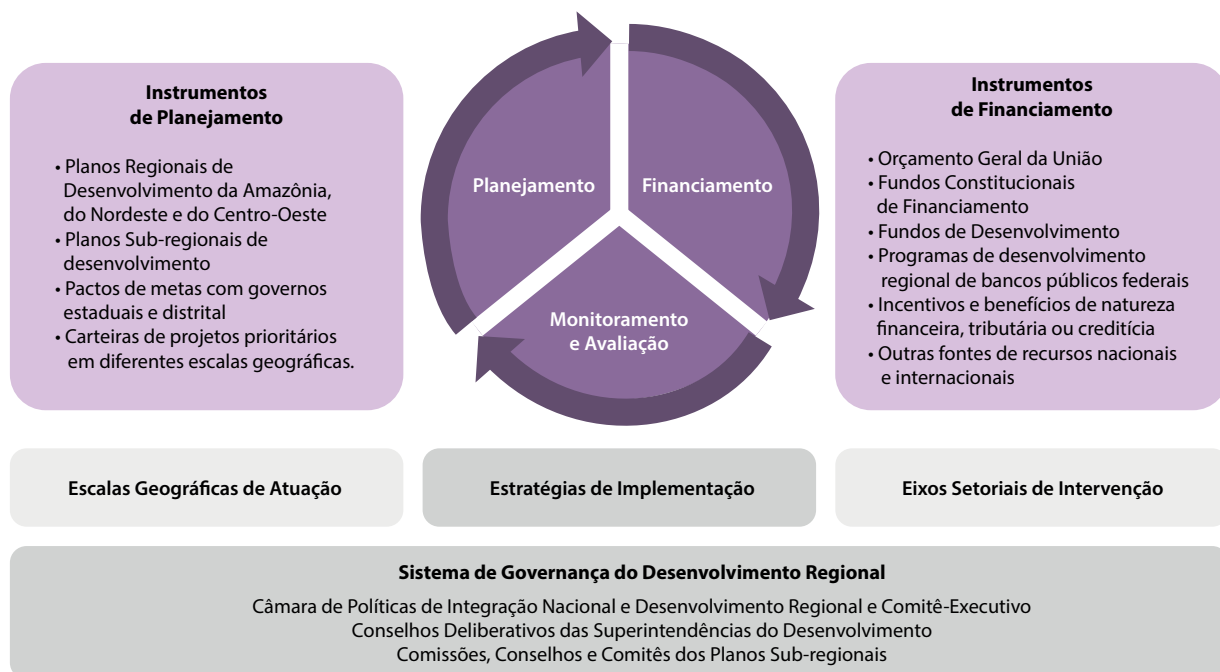 Instrumentos
de Planejamento
• Planos Regionais de
Desenvolvimento da Amazônia,
do Nordeste e do Centro-Oeste
• Planos Sub-regionais de
desenvolvimento
• Pactos de metas com governos
estaduais e distrital
• Carteiras de projetos prioritários
em diferentes escalas geográficas.
Planejamento
Financiamento
Monitoramento
e Avaliação
Instrumentos
de Financiamento
• Orçamento Geral da União
• Fundos Constitucionais
de Financiamento
• Fundos de Desenvolvimento
• Programas de desenvolvimento
regional de bancos públicos federais
• Incentivos e benefícios de natureza
financeira, tributária ou creditícia
• Outras fontes de recursos nacionais
e internacionais
Escalas Geográficas de Atuação
Estratégias de Implementação
Eixos Setoriais de Intervenção
Sistema de Governança do Desenvolvimento Regional
Câmara de Políticas de Integração Nacional e Desenvolvimento Regional e Comitê-Executivo
Conselhos Deliberativos das Superintendências do Desenvolvimento
Comissões, Conselhos e Comitês dos Planos Sub-regionais